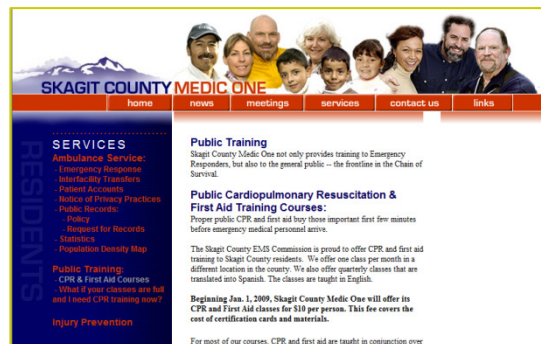 SKAGIT COUNTY MEDIC ONE
home news meetings services contact us links
RESIDENTS
SERVICES
Ambulance Service:
- Emergency Response
- Interfacility Transfers
- Patient Accounts
- Notice of Privacy Practices
- Public Records:
- Policy
- Request for Records
- Statistics
- Population Density Map
Public Training:
- CPR & First Aid Courses
- What if your classes are full
and I need CPR training now?
Injury Prevention
Public Training
Skagit County Medic One not only provides training to Emergency
Responders, but also to the general public -- the frontline in the Chain of
Survival.
Public Cardiopulmonary Resuscitation &
First Aid Training Courses:
Proper public CPR and first aid buy those important first few minutes
before emergency medical personnel arrive.
The Skagit County EMS Commission is proud to offer CPR and first aid
training to Skagit County residents. We offer one class per month in a
different location in the county. We also offer quarterly classes that are
translated into Spanish. The classes are taught in English.
Beginning Jan. 1, 2009, Skagit County Medic One will offer its
CPR and First Aid classes for $10 per person. This fee covers the
cost of certification cards and materials.
For most of our courses, CPR and first aid are taught in conjunction over